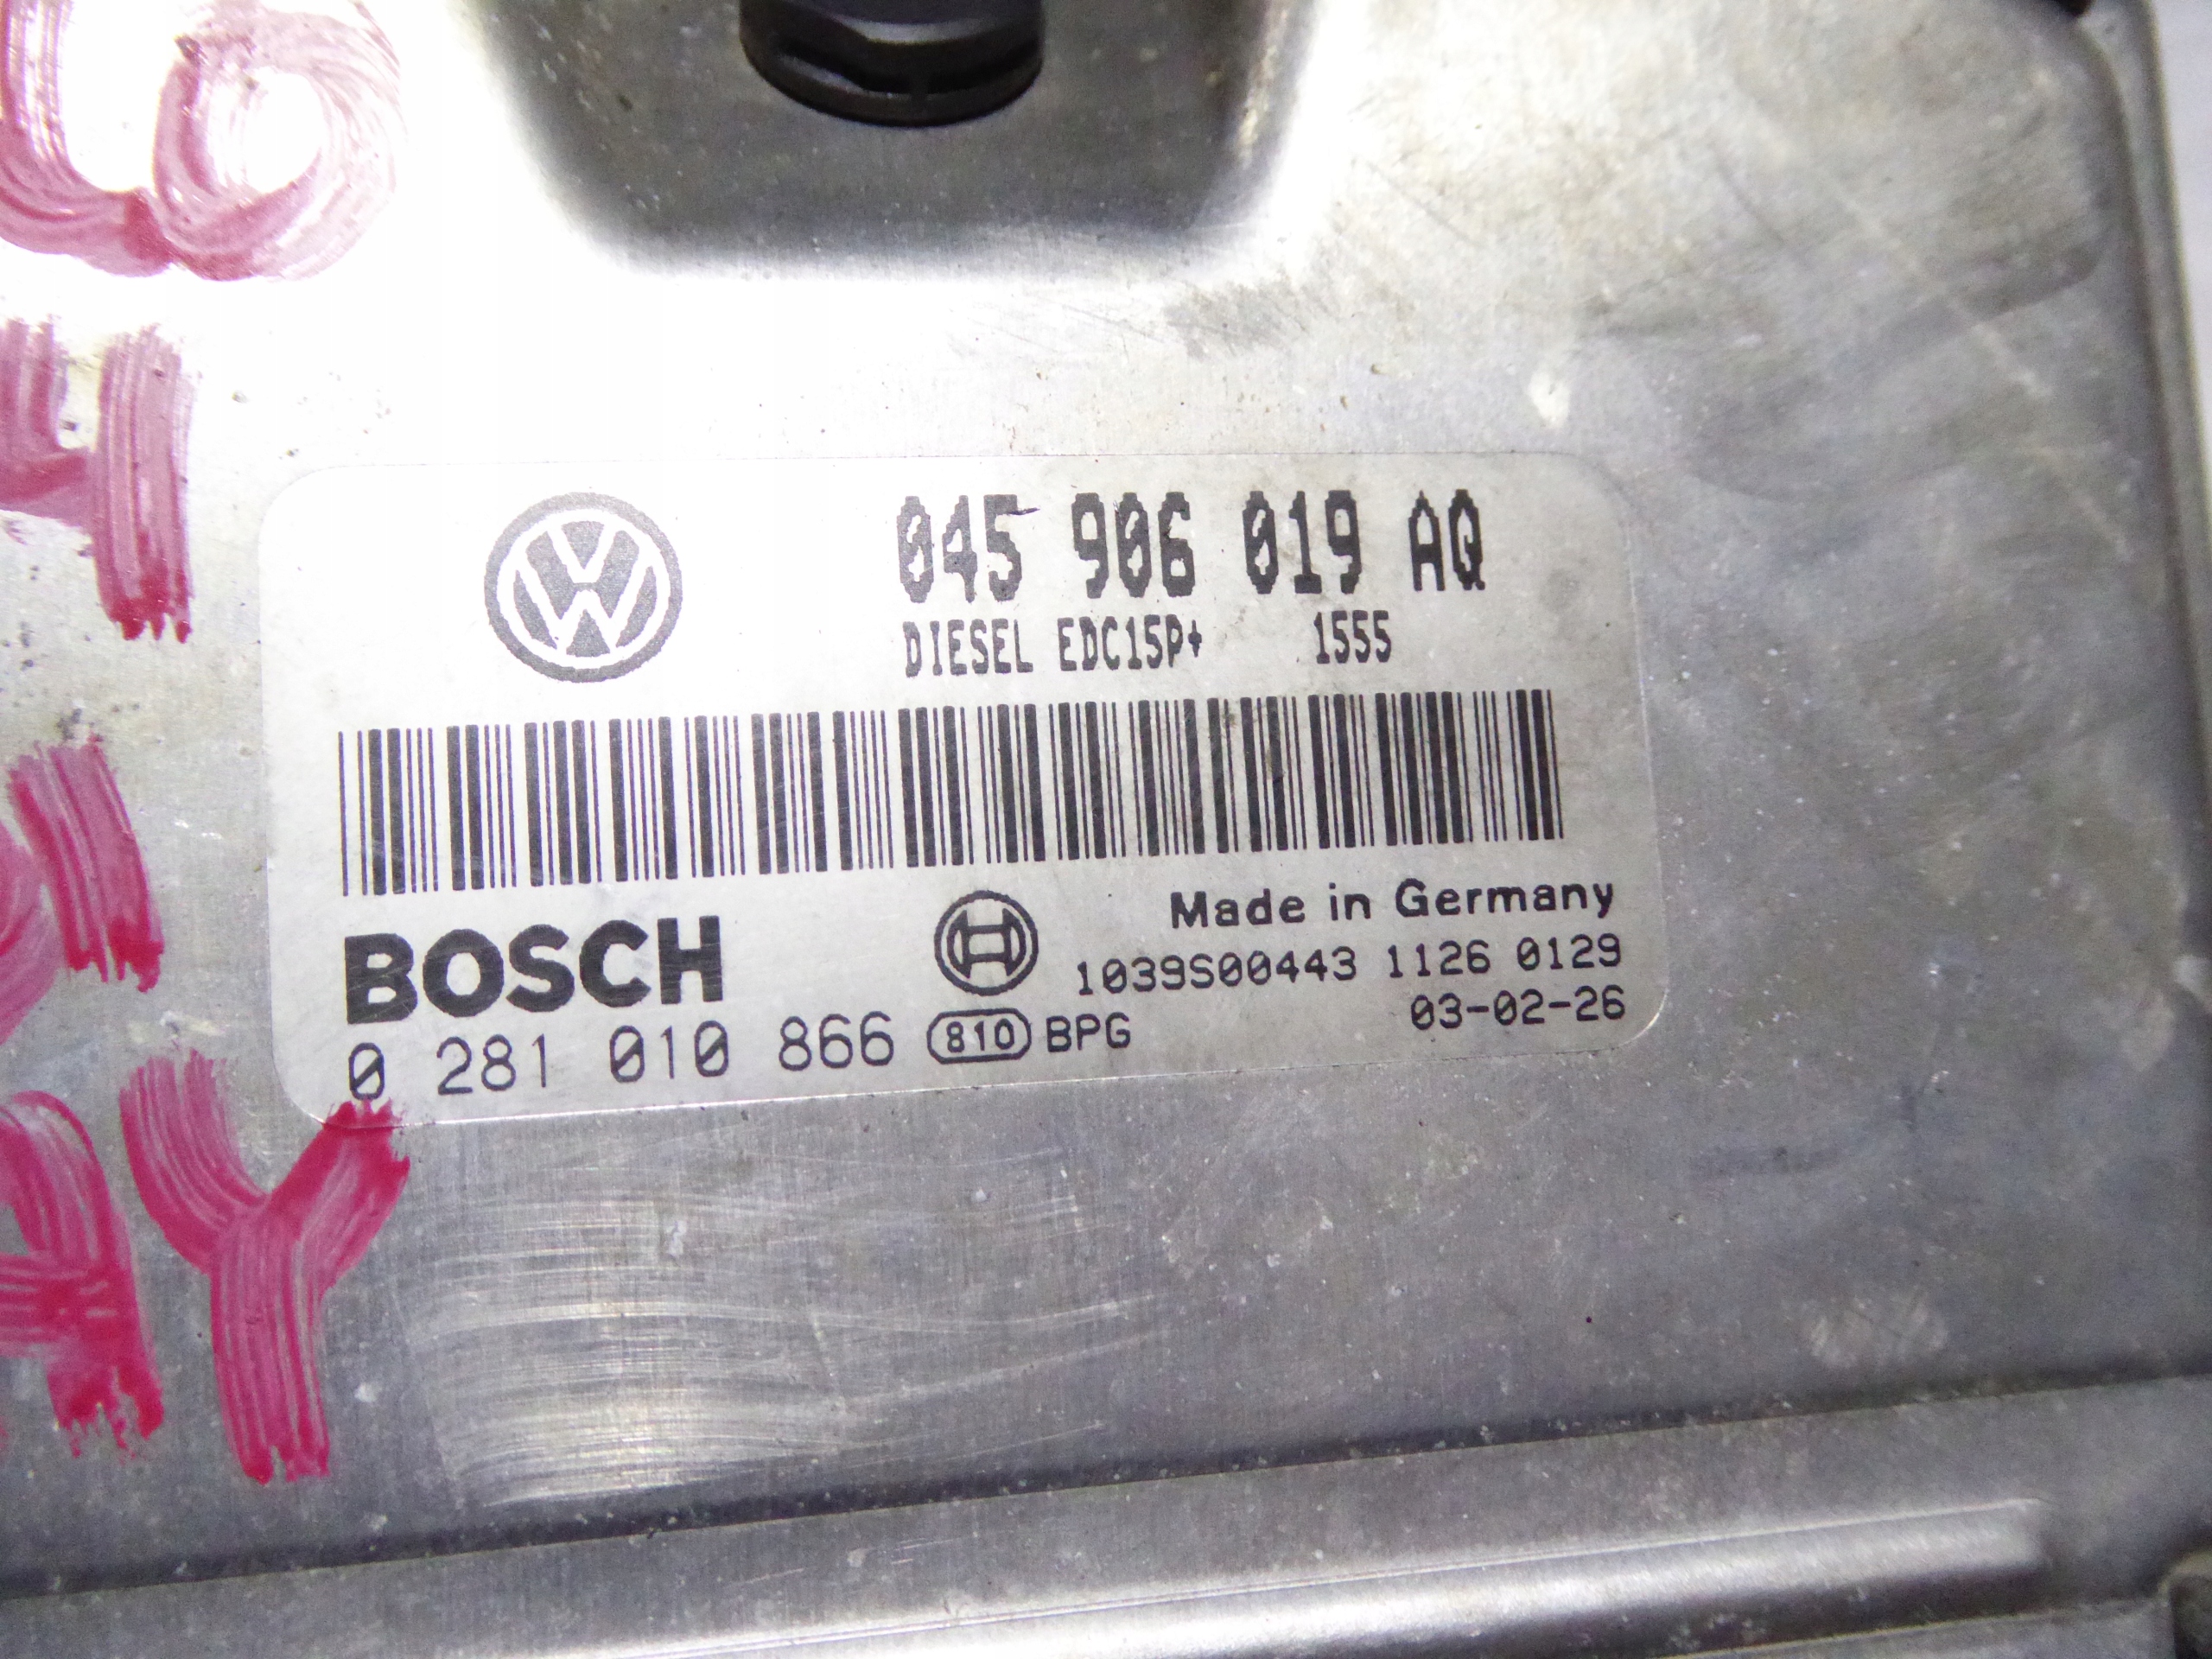 045 906 019 AQ
DIESEL EDC15P+ 1555
BOSCH
Made in Germany
1039S00443 1126 0129
0 281 010 866 810 BPG 03-02-26